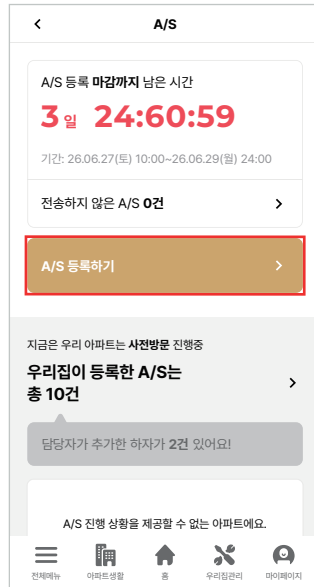 A/S
A/S 등록 마감까지 남은 시간
3 일 24:60:59
기간: 26.06.27(토) 10:00~26.06.29(월) 24:00
전송하지 않은 A/S 0건
A/S 등록하기
지금은 우리 아파트는 사전방문 진행중
우리집이 등록한 A/S는
총 10건
담당자가 추가한 하자가 2건 있어요!
A/S 진행 상황을 제공할 수 없는 아파트에요.
전체메뉴 아파트생활 홈 우리집관리 마이페이지